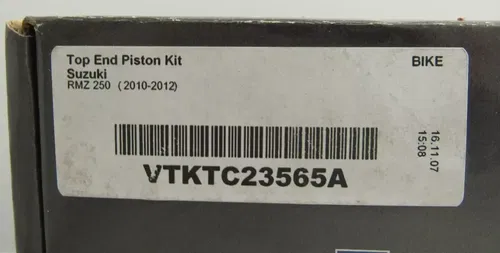 Top End Piston Kit
BIKE
Suzuki
RMZ 250 (2010-2012)
16.11.07
15:08
VTKTC23565A